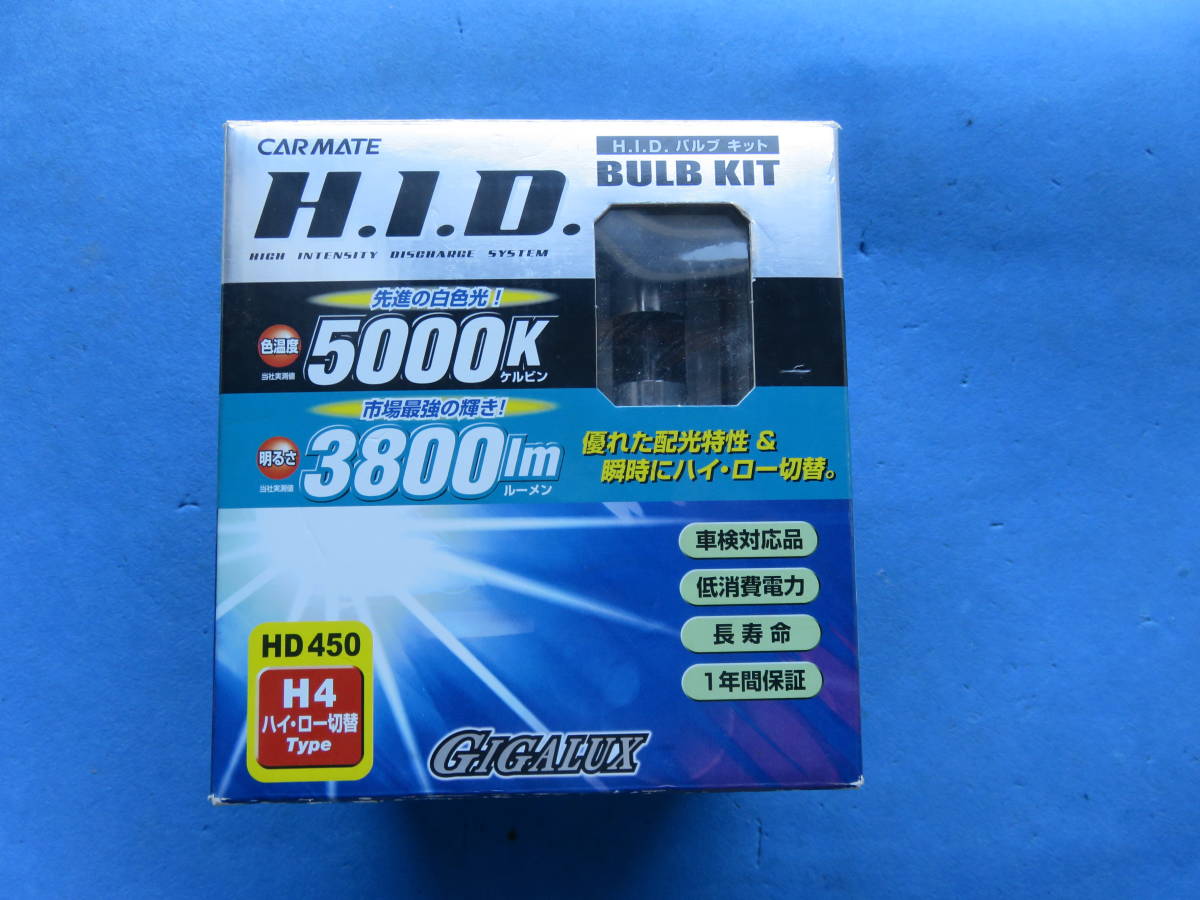 CARMATE
H.I.D.
HIGH INTENSITY DISCHARGE SYSTEM
H.I.D. バルブ キット
BULB KIT
先進の白色光!
色温度
当社実測値
5000K
ケルビン
市場最強の輝き!
明るさ
当社実測値
3800lm
ルーメン
優れた配光特性 &
瞬時にハイ・ロー切替。
車検対応品
低消費電力
長寿命
1年間保証
HD450
H4
ハイ・ロー切替
Type
GIGALUX